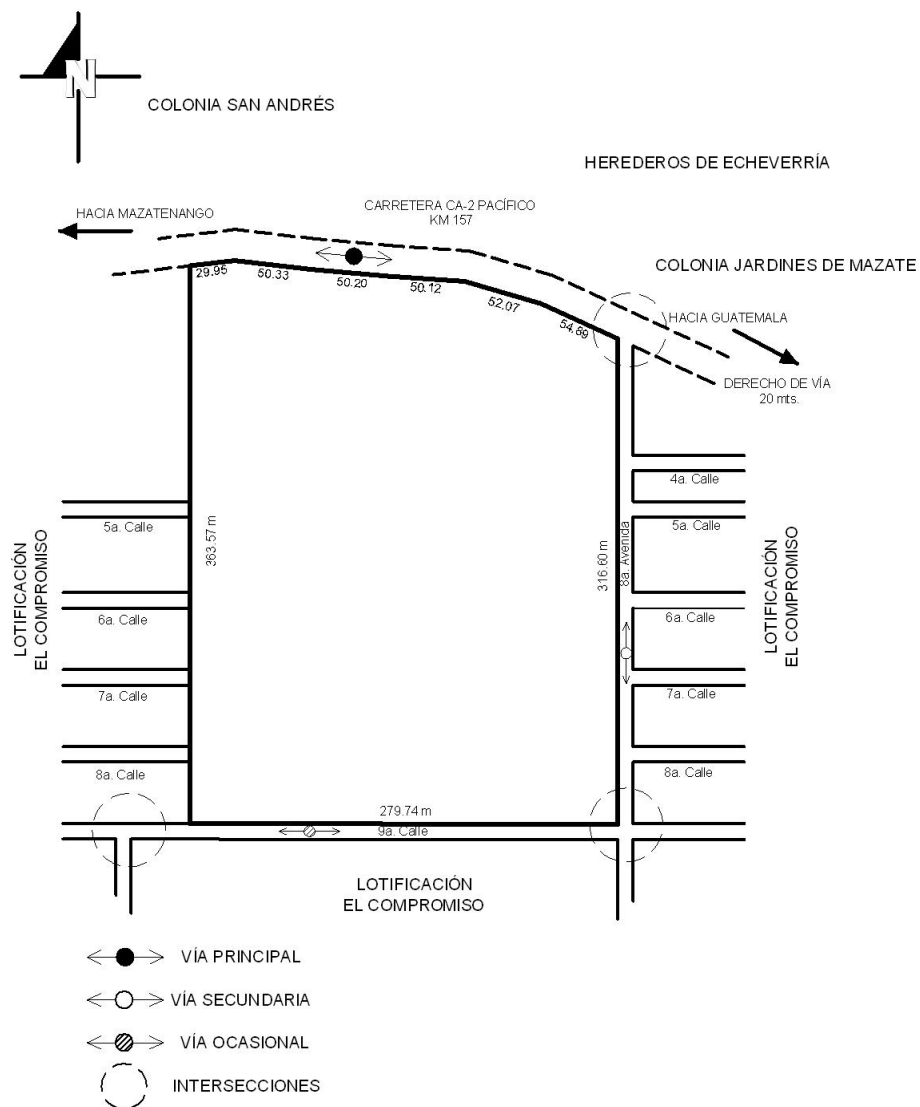 N
COLONIA SAN ANDRÉS
HEREDEROS DE ECHEVERRÍA
CARRETERA CA-2 PACÍFICO
KM 157
HACIA MAZATENANGO
COLONIA JARDINES DE MAZATE
29.95
50.33
50.20
50.12
52.07
54.89
HACIA GUATEMALA
DERECHO DE VÍA
20 mts.
4a. Calle
5a. Calle
5a. Calle
363.57 m
316.60 m
8a. Avenida
LOTIFICACIÓN
EL COMPROMISO
LOTIFICACIÓN
EL COMPROMISO
6a. Calle
6a. Calle
7a. Calle
7a. Calle
8a. Calle
8a. Calle
279.74 m
9a. Calle
LOTIFICACIÓN
EL COMPROMISO
VÍA PRINCIPAL
VÍA SECUNDARIA
VÍA OCASIONAL
INTERSECCIONES